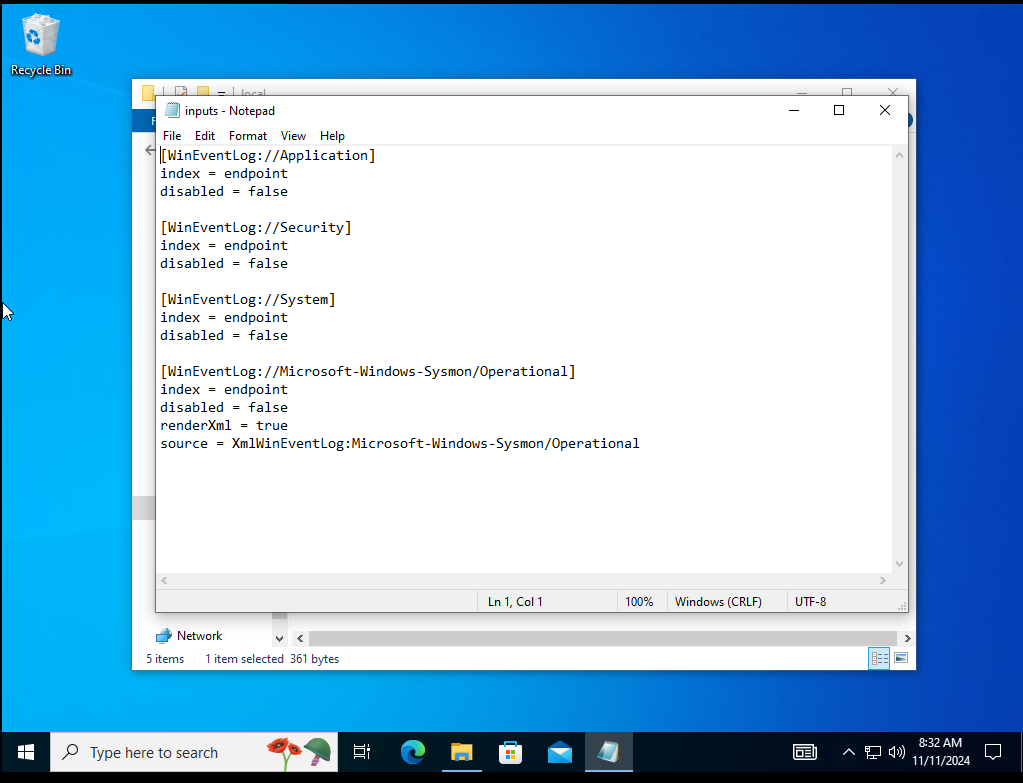 Recycle Bin
local
inputs - Notepad
File Edit Format View Help
[WinEventLog://Application]
index = endpoint
disabled = false
[WinEventLog://Security]
index = endpoint
disabled = false
[WinEventLog://System]
index = endpoint
disabled = false
[WinEventLog://Microsoft-Windows-Sysmon/Operational]
index = endpoint
disabled = false
renderXml = true
source = XmlWinEventLog:Microsoft-Windows-Sysmon/Operational
Ln 1, Col 1 100% Windows (CRLF) UTF-8
Network
5 items 1 item selected 361 bytes
Type here to search
8:32 AM
11/11/2024